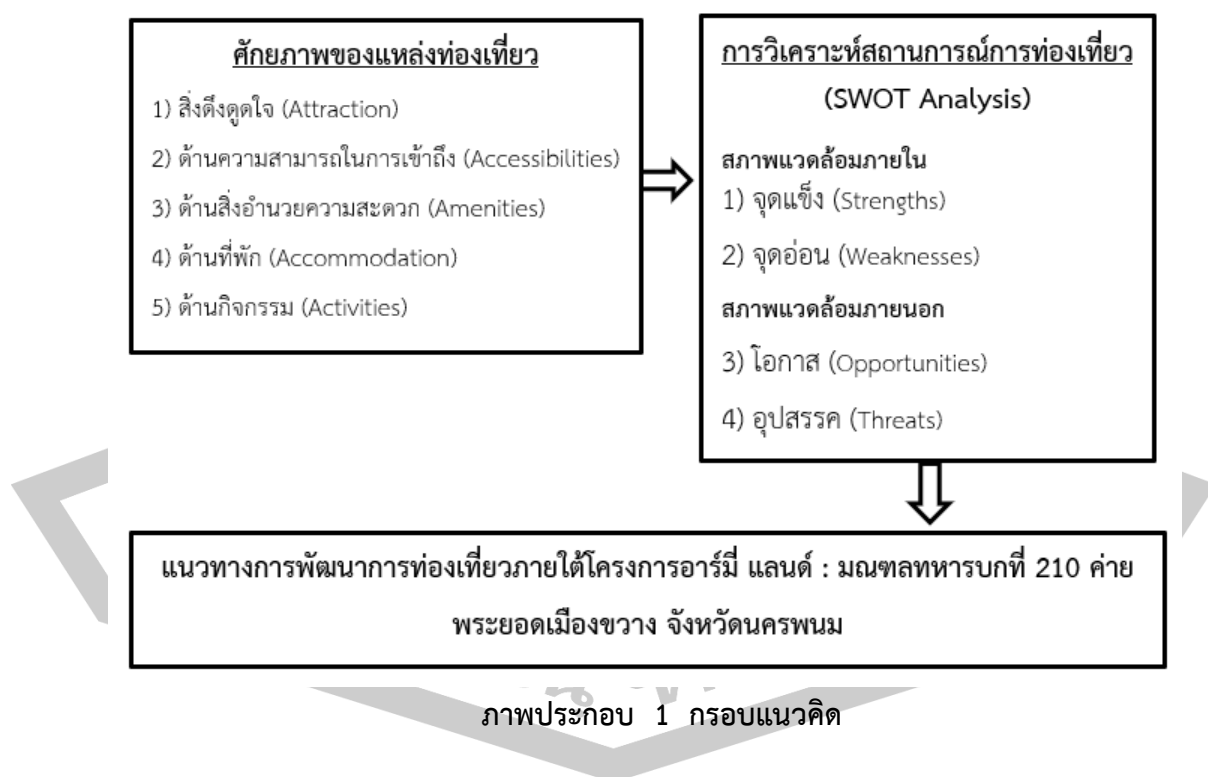 ศักยภาพของแหล่งท่องเที่ยว
1) สิ่งดึงดูดใจ (Attraction)
2) ด้านความสามารถในการเข้าถึง (Accessibilities)
3) ด้านสิ่งอำนวยความสะดวก (Amenities)
4) ด้านที่พัก (Accommodation)
5) ด้านกิจกรรม (Activities)
การวิเคราะห์สถานการณ์การท่องเที่ยว
(SWOT Analysis)
สภาพแวดล้อมภายใน
1) จุดแข็ง (Strengths)
2) จุดอ่อน (Weaknesses)
สภาพแวดล้อมภายนอก
3) โอกาส (Opportunities)
4) อุปสรรค (Threats)
แนวทางการพัฒนาการท่องเที่ยวภายใต้โครงการอาร์มี่ แลนด์ : มณฑลทหารบกที่ 210 ค่าย
พระยอดเมืองขวาง จังหวัดนครพนม
ภาพประกอบ 1 กรอบแนวคิด